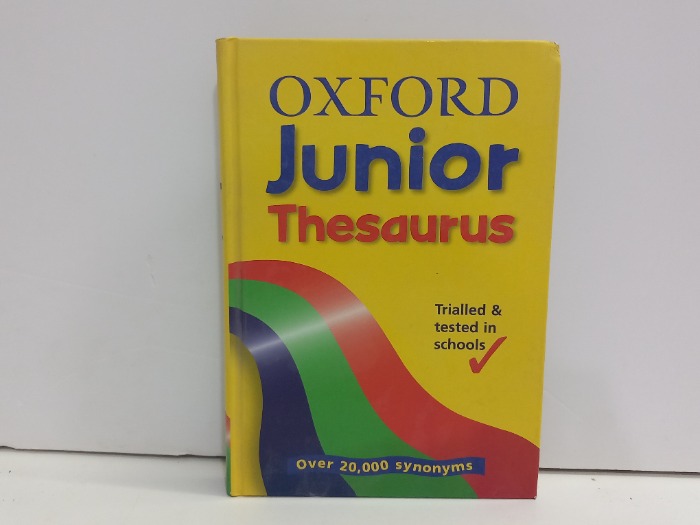 OXFORD
Junior
Thesaurus
Trialled &
tested in
schools
Over 20,000 synonyms